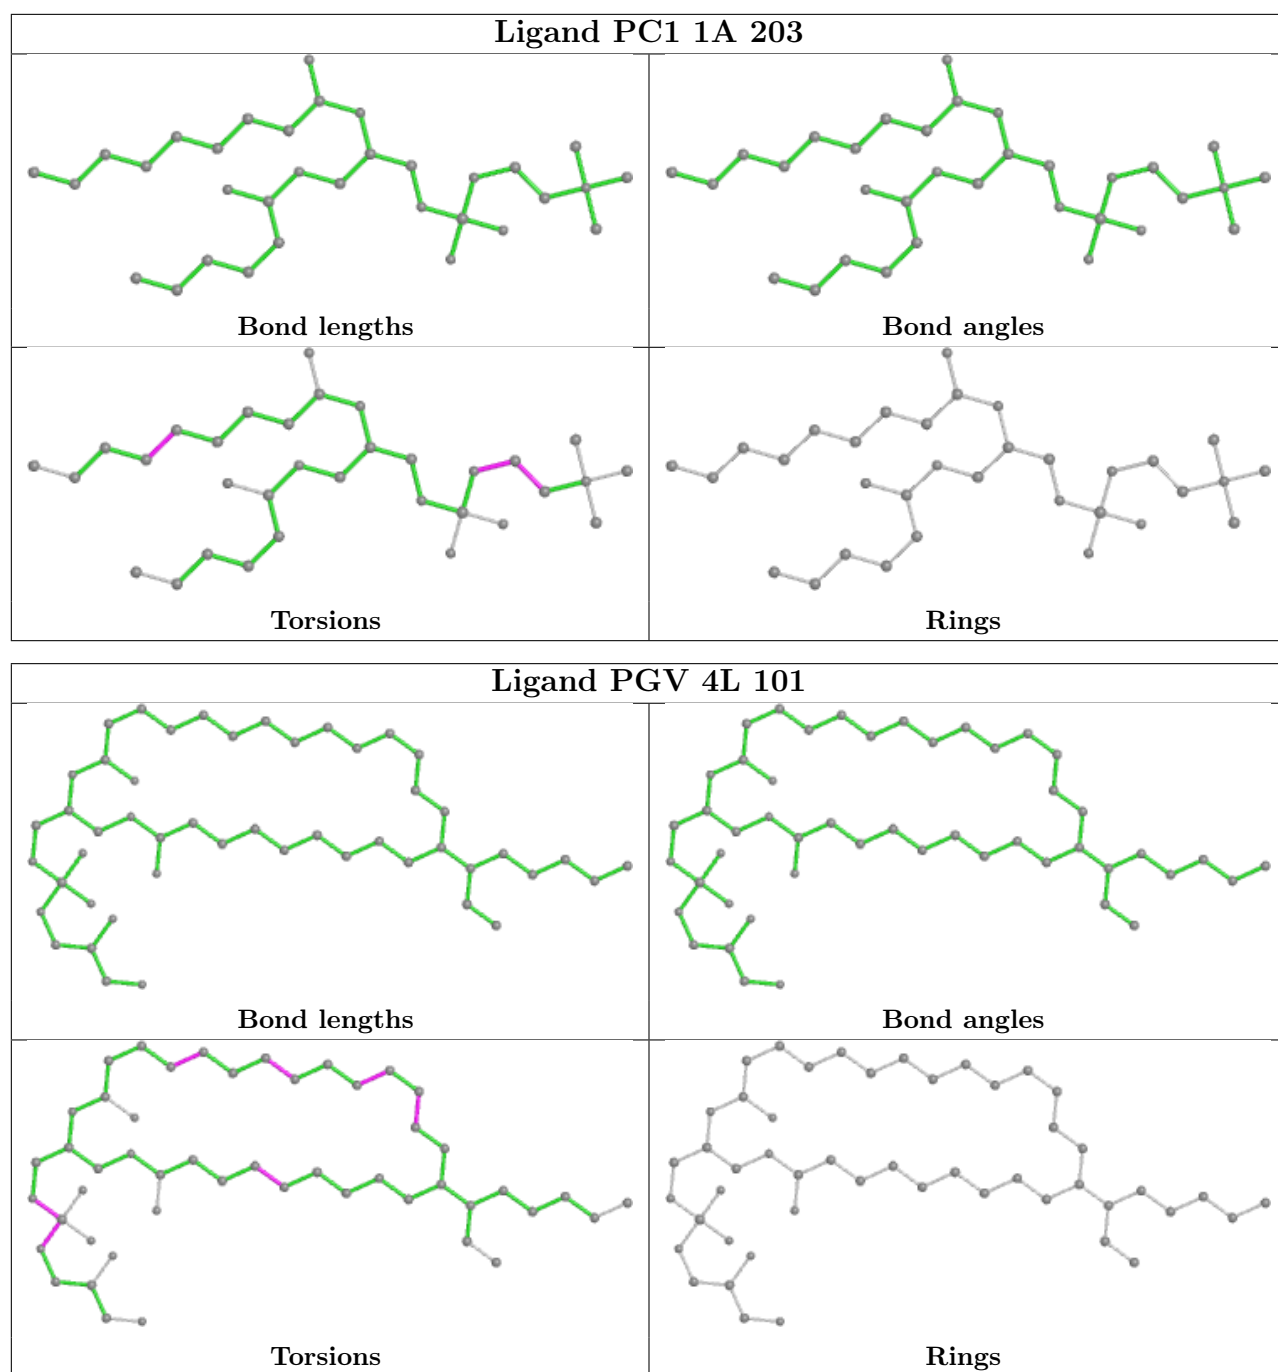 Ligand PC1 1A 203
Bond lengths
Bond angles
Torsions
Rings
Ligand PGV 4L 101
Bond lengths
Bond angles
Torsions
Rings